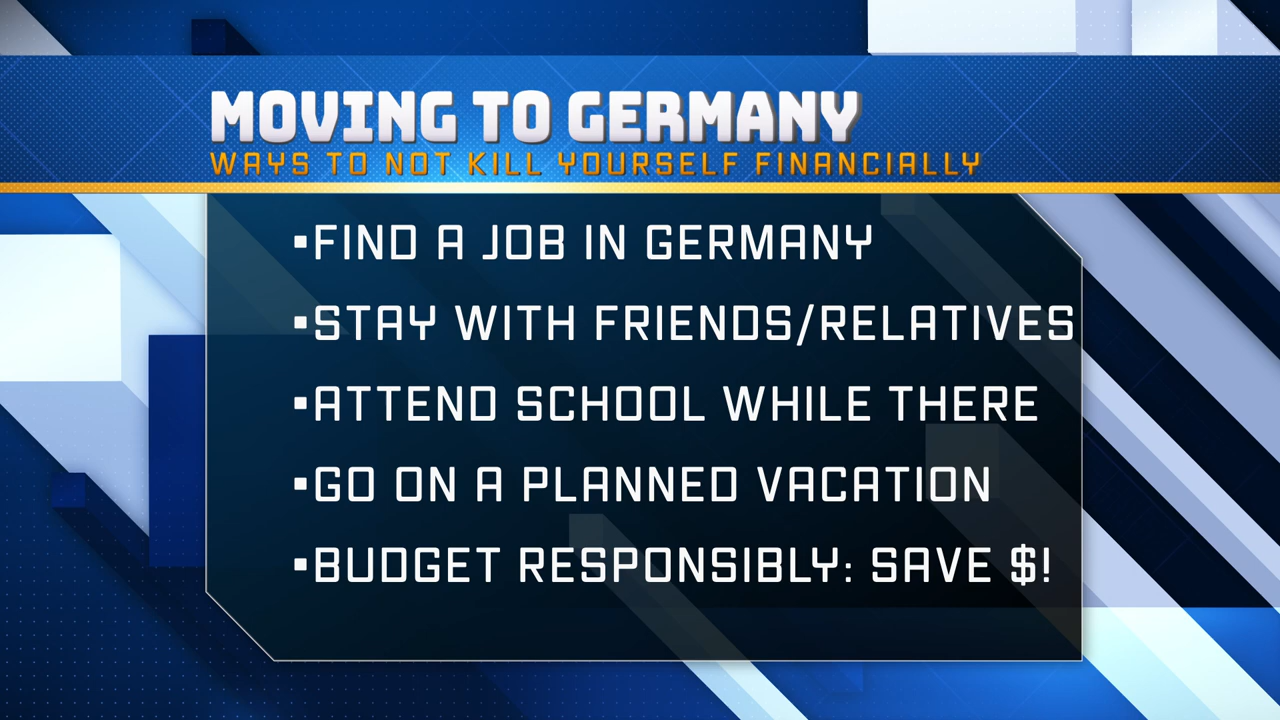 MOVING TO GERMANY
WAYS TO NOT KILL YOURSELF FINANCIALLY
▪FIND A JOB IN GERMANY
▪STAY WITH FRIENDS/RELATIVES
▪ATTEND SCHOOL WHILE THERE
▪GO ON A PLANNED VACATION
▪BUDGET RESPONSIBLY: SAVE $!